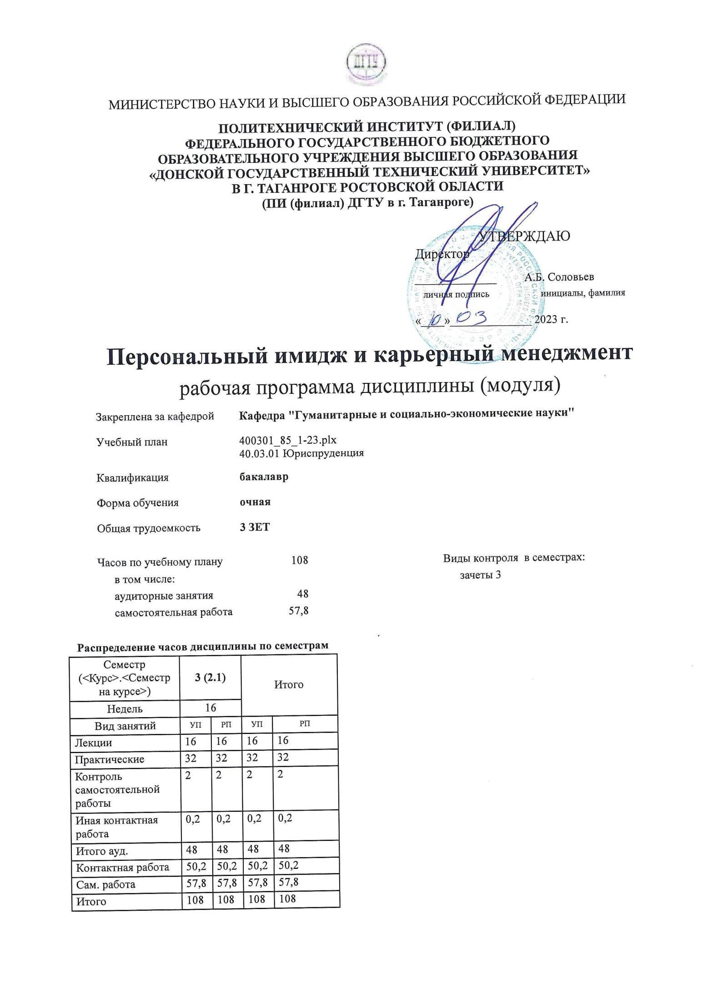 ДГТУ
МИНИСТЕРСТВО НАУКИ И ВЫСШЕГО ОБРАЗОВАНИЯ РОССИЙСКОЙ ФЕДЕРАЦИИ
ПОЛИТЕХНИЧЕСКИЙ ИНСТИТУТ (ФИЛИАЛ)
ФЕДЕРАЛЬНОГО ГОСУДАРСТВЕННОГО БЮДЖЕТНОГО
ОБРАЗОВАТЕЛЬНОГО УЧРЕЖДЕНИЯ ВЫСШЕГО ОБРАЗОВАНИЯ
«ДОНСКОЙ ГОСУДАРСТВЕННЫЙ ТЕХНИЧЕСКИЙ УНИВЕРСИТЕТ»
В Г. ТАГАНРОГЕ РОСТОВСКОЙ ОБЛАСТИ
(ПИ (филиал) ДГТУ в г. Таганроге)
УТВЕРЖДАЮ
Директор
А.Б. Соловьев
личная подпись инициалы, фамилия
«10» 03 2023 г.
Персональный имидж и карьерный менеджмент
рабочая программа дисциплины (модуля)
Закреплена за кафедрой Кафедра "Гуманитарные и социально-экономические науки"
Учебный план 400301_85_1-23.plx
40.03.01 Юриспруденция
Квалификация бакалавр
Форма обучения очная
Общая трудоемкость 3 ЗЕТ
Часов по учебному плану 108 Виды контроля в семестрах:
в том числе: зачеты 3
аудиторные занятия 48
самостоятельная работа 57,8
Распределение часов дисциплины по семестрам
Семестр
(<Курс>.<Семестр 3 (2.1) Итого
на курсе>)
Недель 16
Вид занятий УП РП УП РП
Лекции 16 16 16 16
Практические 32 32 32 32
Контроль 2 2 2 2
самостоятельной
работы
Иная контактная 0,2 0,2 0,2 0,2
работа
Итого ауд. 48 48 48 48
Контактная работа 50,2 50,2 50,2 50,2
Сам. работа 57,8 57,8 57,8 57,8
Итого 108 108 108 108